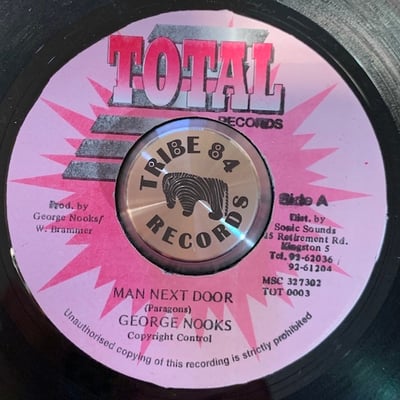 TOTAL
RECORDS
TRIBE 84
RECORDS
Prod. by
George Nooks/
W. Brammer
Side A
Dist. by
Sonic Sounds
15 Retirement Rd.
Kingston 5
Tel. 92-62036
92-61204
MSC 327302
TOT 0003
MAN NEXT DOOR
(Paragons)
GEORGE NOOKS
Copyright Control
Unauthorised copying of this recording is strictly prohibited